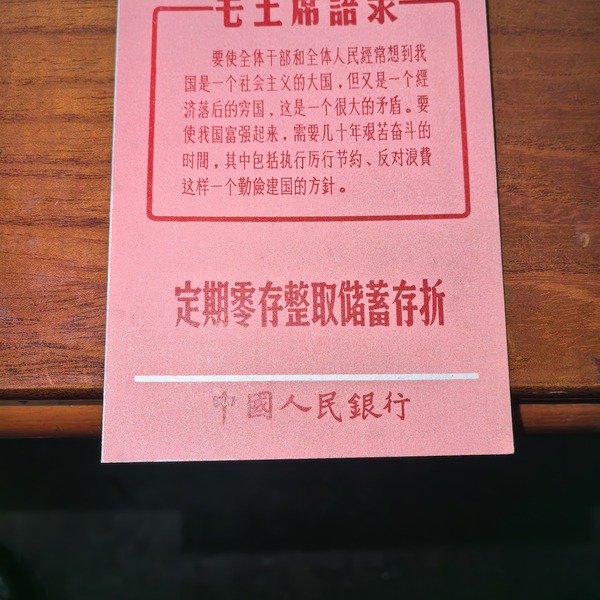 毛主席語录
要使全体干部和全体人民經常想到我
国是一个社会主义的大国，但又是一个經
济落后的穷国，这是一个很大的矛盾。要
使我国富强起来，需要几十年艰苦奋斗的
时間，其中包括执行厉行节約、反对浪費
这样一个勤儉建国的方針。
定期零存整取储蓄存折
中國人民銀行